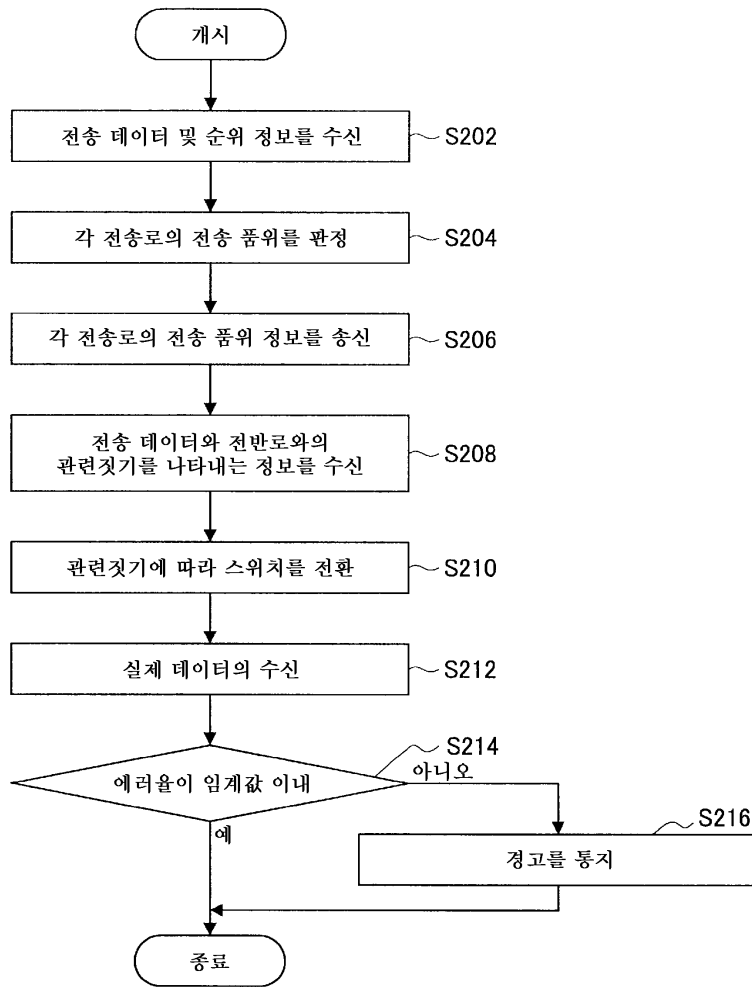 개시
전송 데이터 및 순위 정보를 수신
S202
각 전송로의 전송 품위를 판정
S204
각 전송로의 전송 품위 정보를 송신
S206
전송 데이터와 전반로와의
관련짓기를 나타내는 정보를 수신
S208
관련짓기에 따라 스위치를 전환
S210
실제 데이터의 수신
S212
S214
에러율이 임계값 이내
아니오
예
S216
경고를 통지
종료